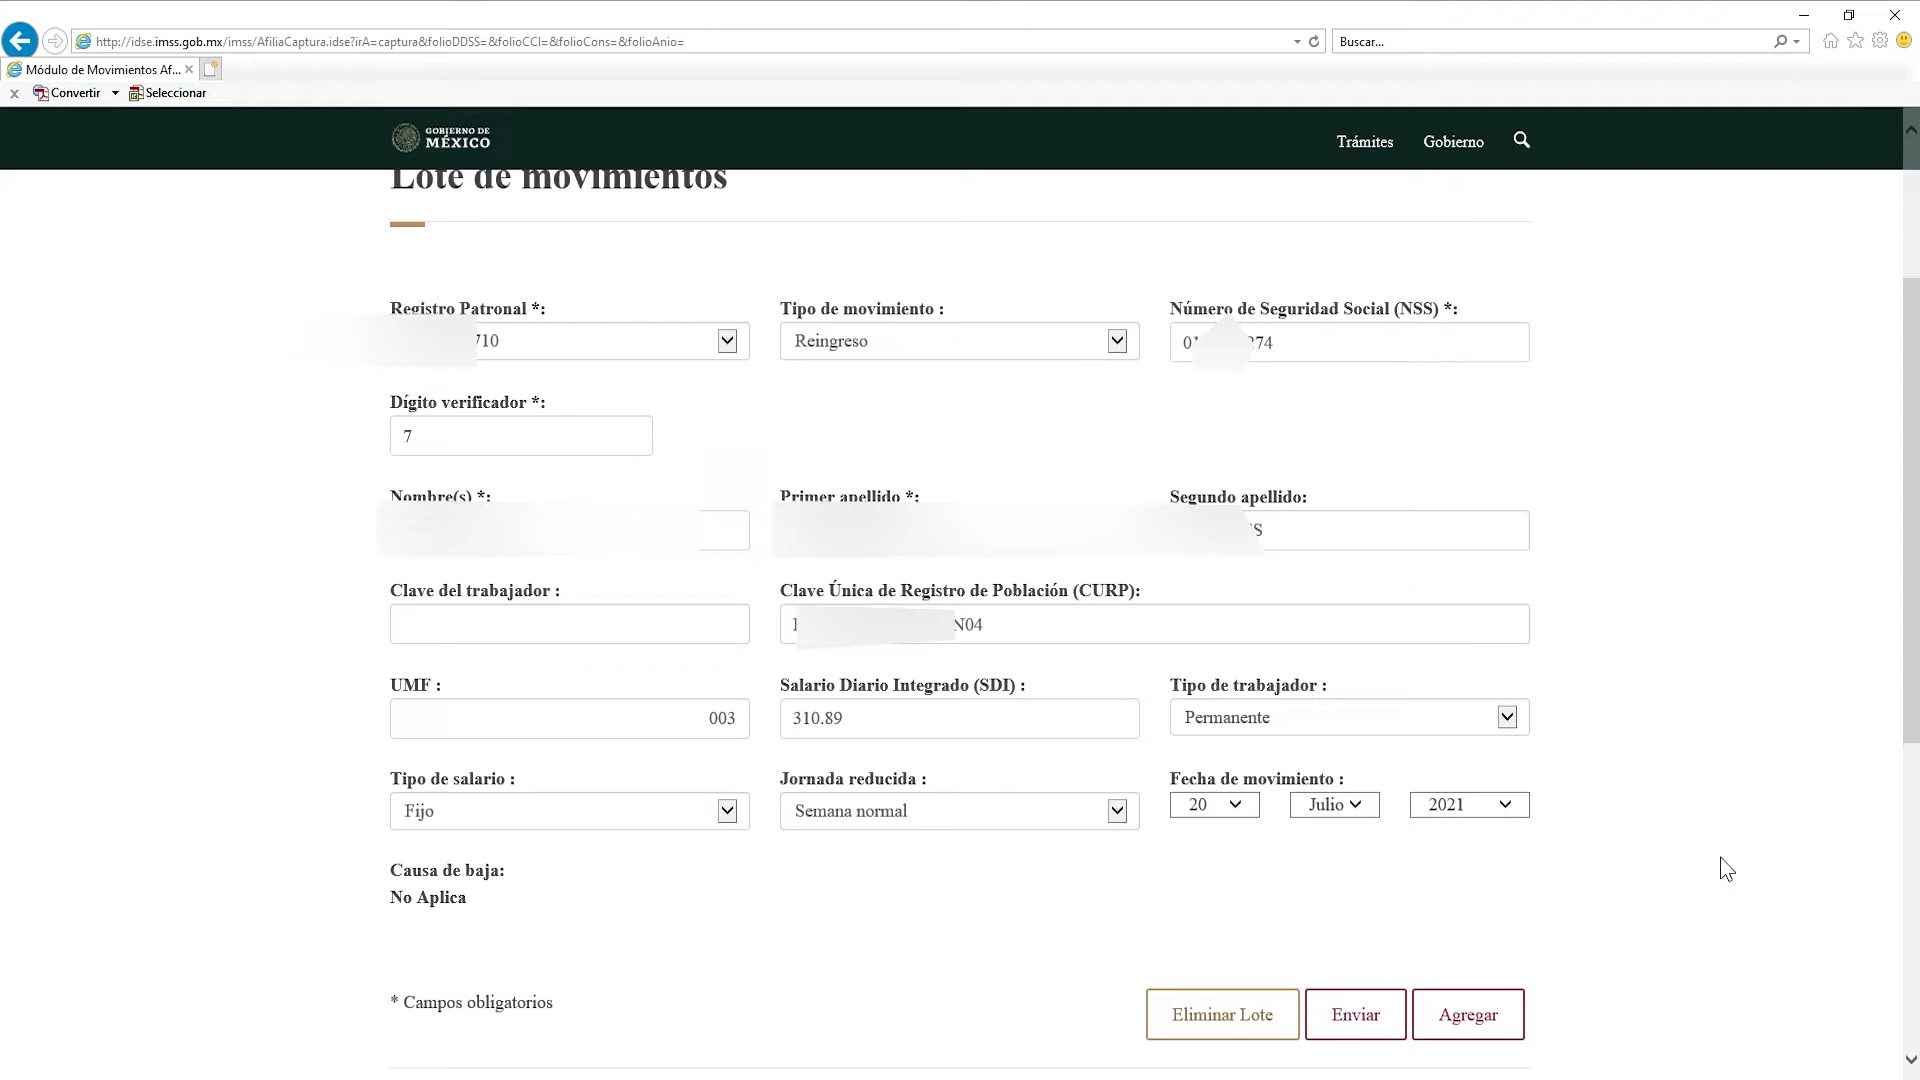 http://idse.imss.gob.mx/imss/AfiliaCaptura.idse?irA=captura&folioDDSS=&folioCCI=&folioCons=&folioAnio=
Buscar...
Módulo de Movimientos Af...
x Convertir Seleccionar
GOBIERNO DE MÉXICO
Trámites Gobierno
Lote de movimientos
Registro Patronal *: Tipo de movimiento : Número de Seguridad Social (NSS) *:
710 Reingreso 01 274
Dígito verificador *:
7
Nombre(s) *: Primer apellido *: Segundo apellido:
S
Clave del trabajador : Clave Única de Registro de Población (CURP):
N04
UMF : Salario Diario Integrado (SDI) : Tipo de trabajador :
003 310.89 Permanente
Tipo de salario : Jornada reducida : Fecha de movimiento :
Fijo Semana normal 20 Julio 2021
Causa de baja:
No Aplica
* Campos obligatorios
Eliminar Lote Enviar Agregar